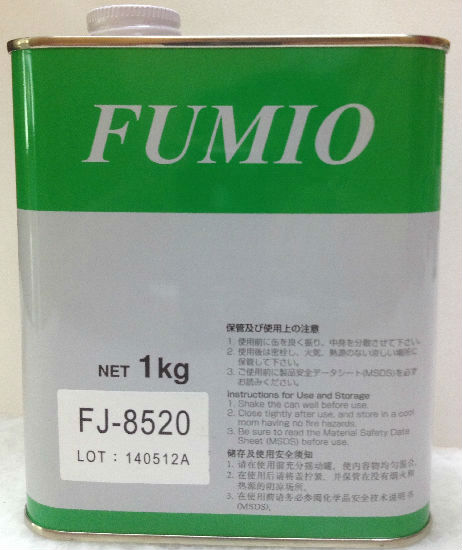 FUMIO
NET 1kg
FJ-8520
LOT : 140512A
保管及び使用上の注意
1. 使用前に缶を良く振り、中身を分散させて下さい。
2. 使用後は密栓し、火気、熱源のない涼しい場所に
保管して下さい。
3. ご使用前に製品安全データシート(MSDS)を必ず
お読みください。
Instructions for Use and Storage
1. Shake the can well before use.
2. Close tightly after use, and store in a cool
room having no fire hazards.
3. Be sure to read the Material Safety Data
Sheet (MSDS) before use.
储存及使用安全须知
1. 请在使用前充分摇动罐，使内容物均匀混合。
2. 在使用后请将盖拧紧，并保管在没有烟火和
热源的阴凉场所。
3. 在使用前请务必参阅化学品安全技术说明书
(MSDS)。